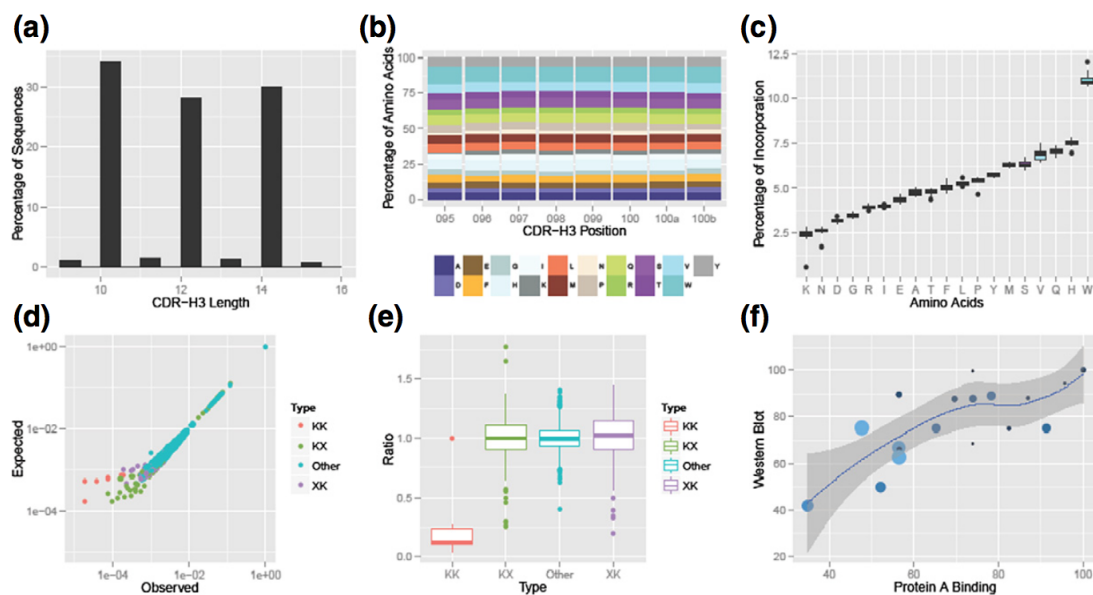 (a)
Percentage of Sequences
30
20
10
0
10 12 14 16
CDR-H3 Length
(b)
Percentage of Amino Acids
100
75
50
25
0
095 096 097 098 099 100 100a 100b
CDR-H3 Position
A E G I L N Q S V Y
D F H K M P R T W
(c)
Percentage of Incorporation
12.5
10.0
7.5
5.0
2.5
K N D G R I E A T F L P Y M S V Q H W
Amino Acids
(d)
Expected
1e+00
1e-02
1e-04
1e-04 1e-02 1e+00
Observed
Type
KK
KX
Other
XK
(e)
Ratio
1.5
1.0
0.5
0.0
KK KX Other XK
Type
Type
KK
KX
Other
XK
(f)
Western Blot
100
80
60
40
20
0
40 60 80 100
Protein A Binding